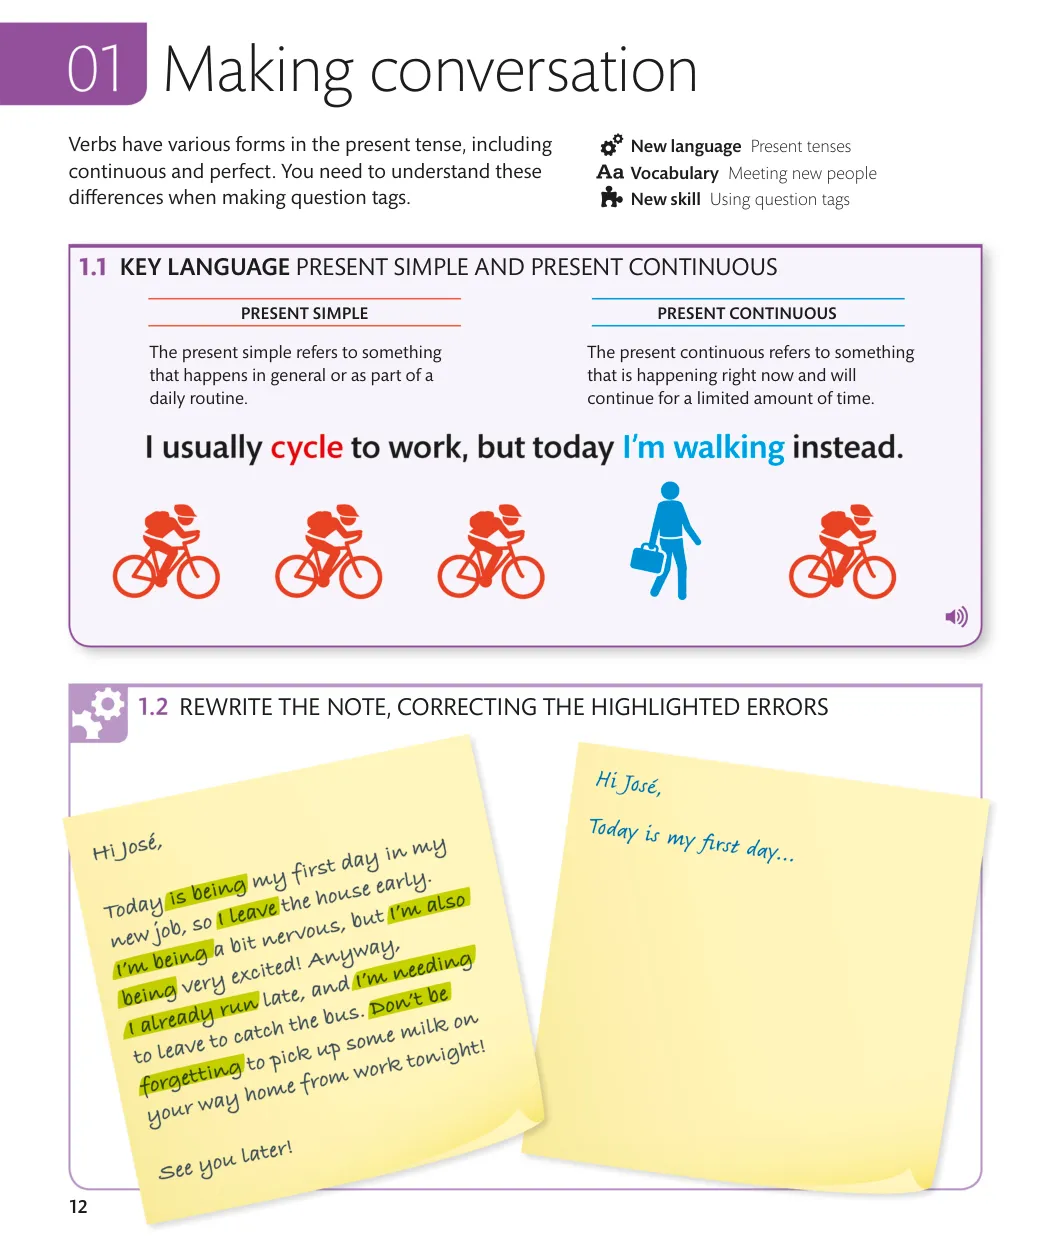 01 Making conversation
Verbs have various forms in the present tense, including
continuous and perfect. You need to understand these
differences when making question tags.
New language Present tenses
Aa Vocabulary Meeting new people
New skill Using question tags
1.1 KEY LANGUAGE PRESENT SIMPLE AND PRESENT CONTINUOUS
PRESENT SIMPLE
The present simple refers to something
that happens in general or as part of a
daily routine.
PRESENT CONTINUOUS
The present continuous refers to something
that is happening right now and will
continue for a limited amount of time.
I usually cycle to work, but today I'm walking instead.
1.2 REWRITE THE NOTE, CORRECTING THE HIGHLIGHTED ERRORS
Hi José,
Today is being my first day in my
new job, so I leave the house early.
I'm being a bit nervous, but I'm also
being very excited! Anyway,
I already run late, and I'm needing
to leave to catch the bus. Don't be
forgetting to pick up some milk on
your way home from work tonight!
See you later!
Hi José,
Today is my first day...
12